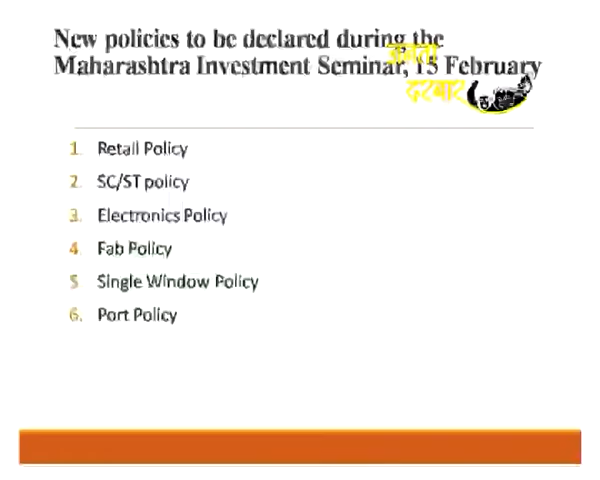 New policies to be declared during the
Maharashtra Investment Seminar, 15 February
जनता
दरबार
1. Retail Policy
2. SC/ST policy
3. Electronics Policy
4. Fab Policy
5. Single Window Policy
6. Port Policy